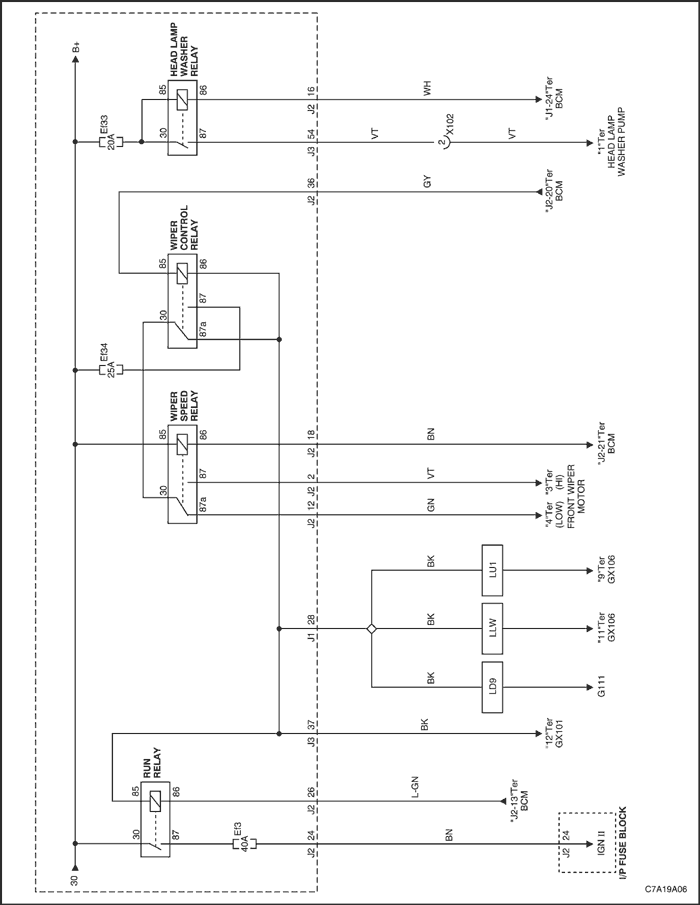 30
B+
RUN
RELAY
30
85
87
86
Ef3
40A
J2 24
BN
J2 24
IGN II
I/P FUSE BLOCK
J2 26
L-GN
"J2-13"Ter
BCM
J3 37
BK
"12"Ter
GX101
J1 28
BK
LD9
G111
BK
LLW
"11"Ter
GX106
BK
LU1
"9"Ter
GX106
WIPER
SPEED
RELAY
30
85
87a
87
86
J2 12
GN
"4"Ter
(LOW)
J2 2
VT
"3"Ter
(HI)
FRONT WIPER
MOTOR
J2 18
BN
"J2-21"Ter
BCM
Ef34
25A
WIPER
CONTROL
RELAY
30
85
87a
87
86
J2 36
GY
"J2-20"Ter
BCM
Ef33
20A
HEAD LAMP
WASHER
RELAY
30
85
87
86
J3 54
VT
2
X102
VT
"1"Ter
HEAD LAMP
WASHER PUMP
J2 16
WH
"J1-24"Ter
BCM
C7A19A06